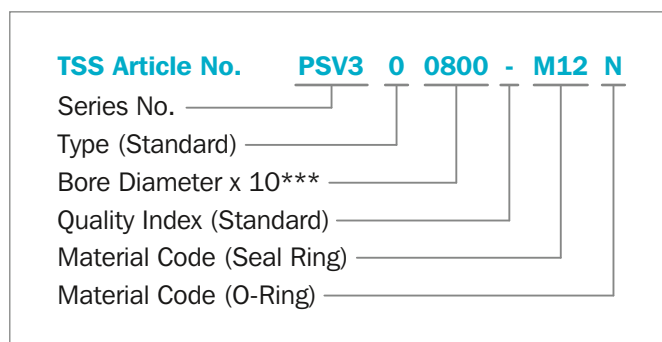 TSS Article No. PSV3 0 0800 - M12 N
Series No.
Type (Standard)
Bore Diameter x 10***
Quality Index (Standard)
Material Code (Seal Ring)
Material Code (O-Ring)